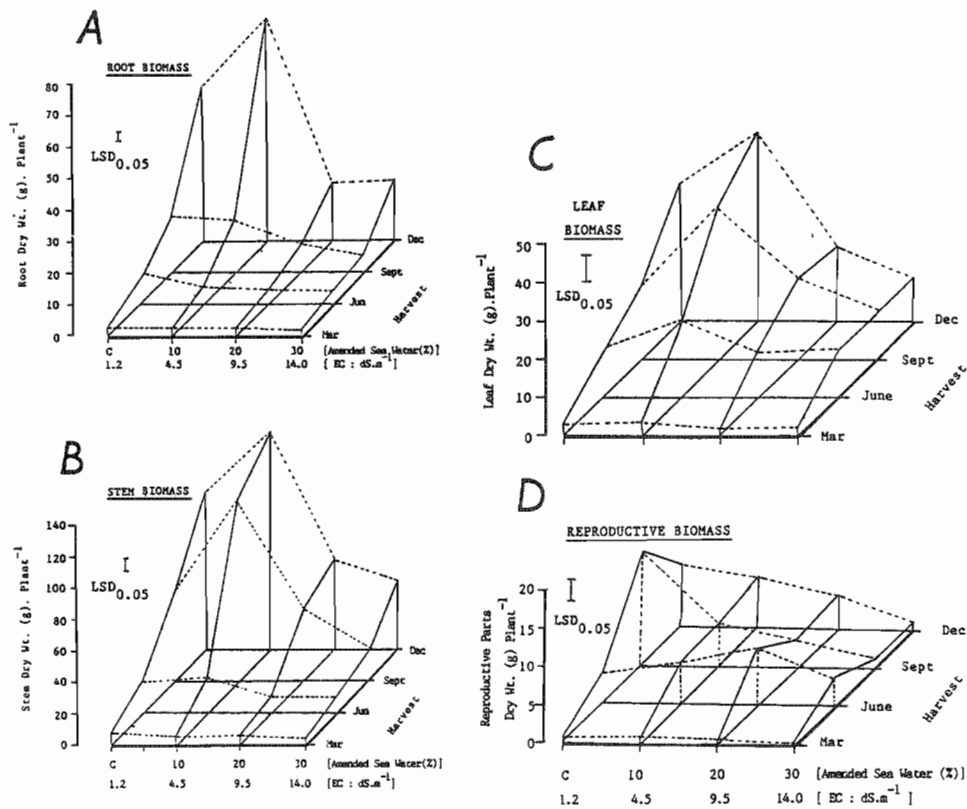 A
ROOT BIOMASS
80
70
60
50
40
30
20
10
0
Root Dry Wt. (g). Plant⁻¹
I
LSD0.05
Dec
Sept
Jun
Mar
Harvest
C 10 20 30 [Amended Sea Water(%)]
1.2 4.5 9.5 14.0 [ EC : dS.m⁻¹]
B
STEM BIOMASS
140
120
100
80
60
40
20
0
Stem Dry Wt. (g). Plant⁻¹
LSD0.05
Dec
Sept
Jun
Mar
Harvest
C 10 20 30 [Amended Sea Water(%)]
1.2 4.5 9.5 14.0 [ EC : dS.m⁻¹]
C
LEAF
BIOMASS
50
40
30
20
10
0
Leaf Dry Wt. (g).Plant⁻¹
LSD0.05
Dec
Sept
June
Mar
Harvest
D
REPRODUCTIVE BIOMASS
20
15
10
5
0
Reproductive Parts
Dry Wt. (g) Plant⁻¹
LSD0.05
Dec
Sept
June
Mar
Harvest
C 10 20 30 [Amended Sea Water (%)]
1.2 4.5 9.5 14.0 [ EC : dS.m⁻¹ ]